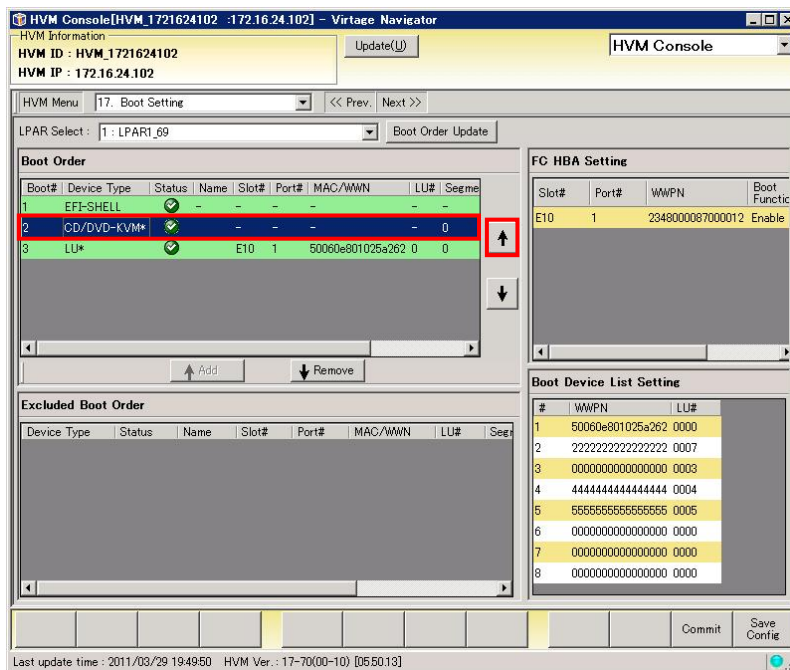 HVM Console[HVM_1721624102 :172.16.24.102] - Virtage Navigator
HVM Information
HVM ID : HVM_1721624102
HVM IP : 172.16.24.102
Update(U)
HVM Console
HVM Menu 17. Boot Setting << Prev. Next >>
LPAR Select : 1 : LPAR1_69 Boot Order Update
Boot Order
Boot# Device Type Status Name Slot# Port# MAC/WWN LU# Segme
1 EFI-SHELL - - - - - -
2 CD/DVD-KVM* - - - - 0
3 LU* E10 1 50060e801025a262 0 0
Add Remove
Excluded Boot Order
Device Type Status Name Slot# Port# MAC/WWN LU# Segr
FC HBA Setting
Slot# Port# WWPN Boot Functic
E10 1 2348000087000012 Enable
Boot Device List Setting
# WWPN LU#
1 50060e801025a262 0000
2 2222222222222222 0007
3 0000000000000000 0003
4 4444444444444444 0004
5 5555555555555555 0005
6 0000000000000000 0000
7 0000000000000000 0000
8 0000000000000000 0000
Commit Save Config
Last update time : 2011/03/29 19:49:50 HVM Ver. : 17-70(00-10) [05.50.13]